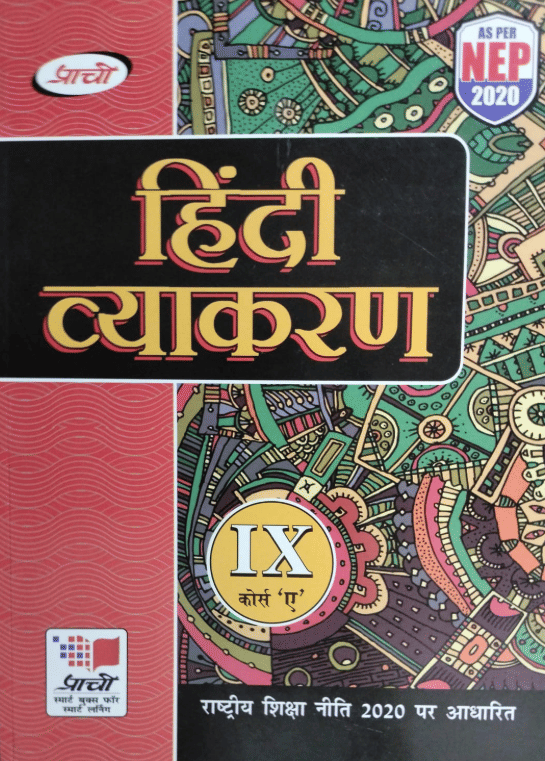 प्राची
AS PER
NEP
2020
हिंदी
व्याकरण
IX
कोर्स 'ए'
प्राची
स्मार्ट बुक्स फॉर
स्मार्ट लर्निंग
राष्ट्रीय शिक्षा नीति 2020 पर आधारित